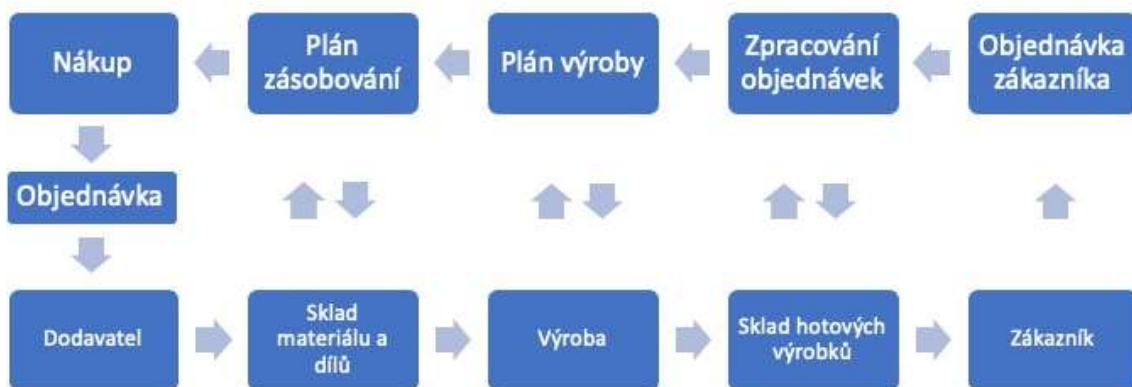 Nákup
Plán
zásobování
Plán výroby
Zpracování
objednávek
Objednávka
zákazníka
Objednávka
Dodavatel
Sklad
materiálu a
dílů
Výroba
Sklad hotových
výrobků
Zákazník